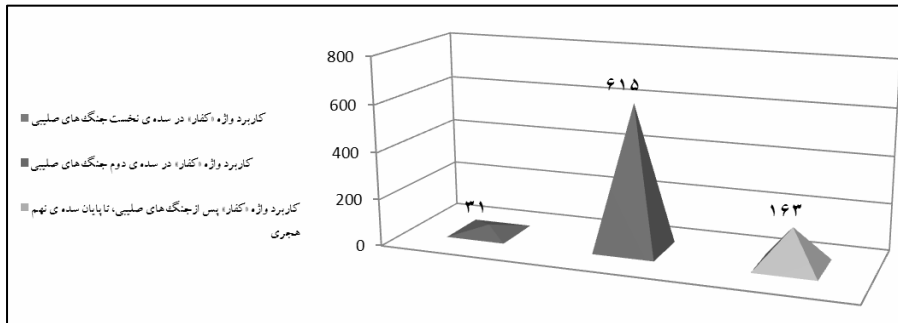 800
600
400
200
0
۳۱
۶۱۵
۱۶۳
کاربرد واژه «کفار» در سده ی نخست جنگ های صلیبی
کاربرد واژه «کفار» در سده ی دوم جنگ های صلیبی
کاربرد واژه «کفار» پس از جنگ های صلیبی، تا پایان سده ی نهم
هجری